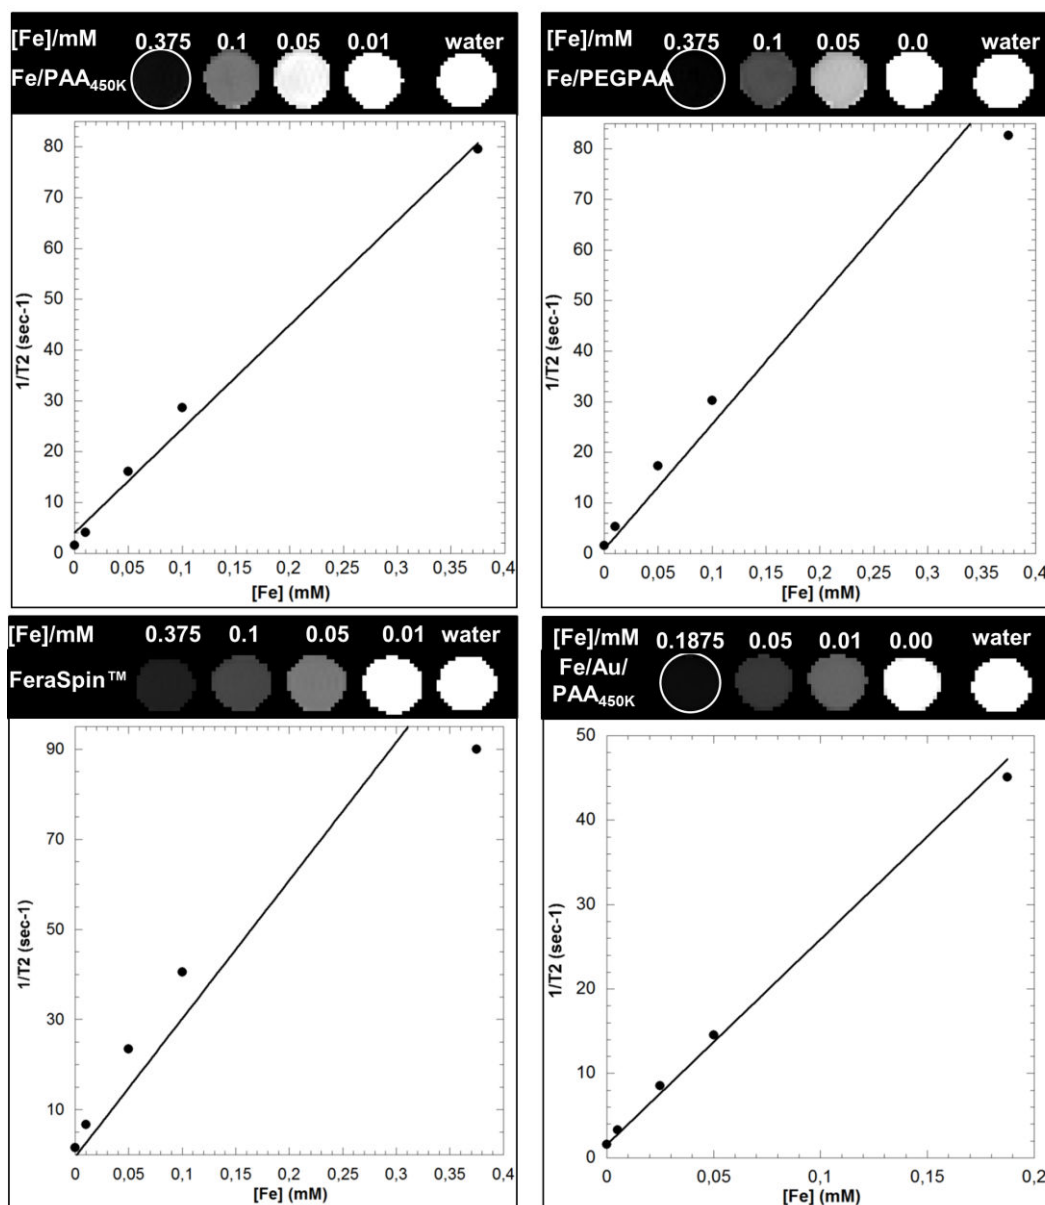 [Fe]/mM 0.375 0.1 0.05 0.01 water
Fe/PAA450K
80
70
60
50
40
30
20
10
0
1/T2 (sec-1)
0 0,05 0,1 0,15 0,2 0,25 0,3 0,35 0,4
[Fe] (mM)
[Fe]/mM 0.375 0.1 0.05 0.0 water
Fe/PEGPAA
80
70
60
50
40
30
20
10
0
1/T2 (sec-1)
0 0,05 0,1 0,15 0,2 0,25 0,3 0,35 0,4
[Fe] (mM)
[Fe]/mM 0.375 0.1 0.05 0.01 water
FeraSpin™
90
70
50
30
10
1/T2 (sec-1)
0 0,05 0,1 0,15 0,2 0,25 0,3 0,35 0,4
[Fe] (mM)
[Fe]/mM 0.1875 0.05 0.01 0.00 water
Fe/Au/
PAA450K
50
40
30
20
10
0
1/T2 (sec-1)
0 0,05 0,1 0,15 0,2
[Fe] (mM)